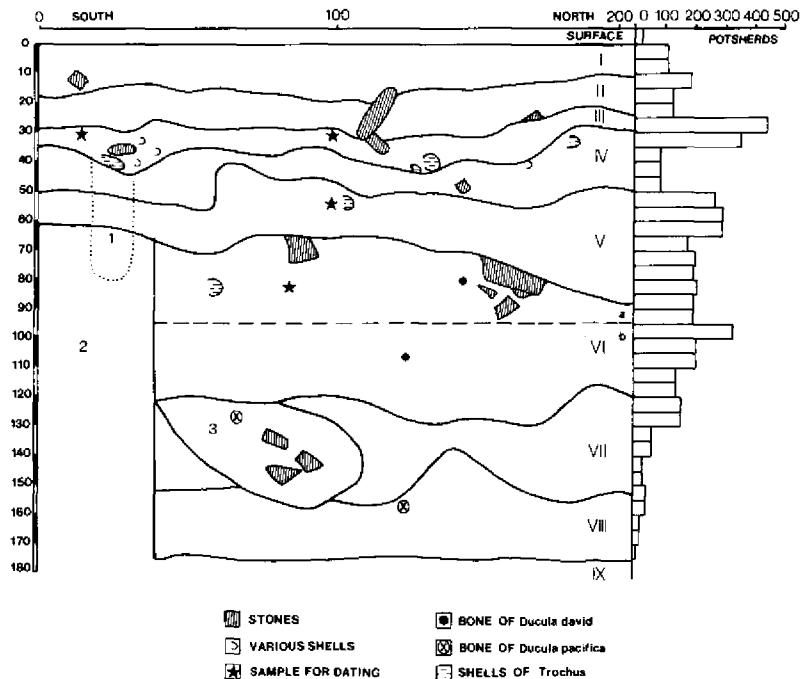 0 SOUTH 100 NORTH 200 0 100 200 300 400 500
SURFACE POTSHERDS
0
10
20
30
40
50
60
70
80
90
100
110
120
130
140
150
160
170
180
I
II
III
IV
V
a
b
VI
VII
VIII
IX
1
2
3
STONES
VARIOUS SHELLS
SAMPLE FOR DATING
BONE OF Ducula david
BONE OF Ducula pacifica
SHELLS OF Trochus